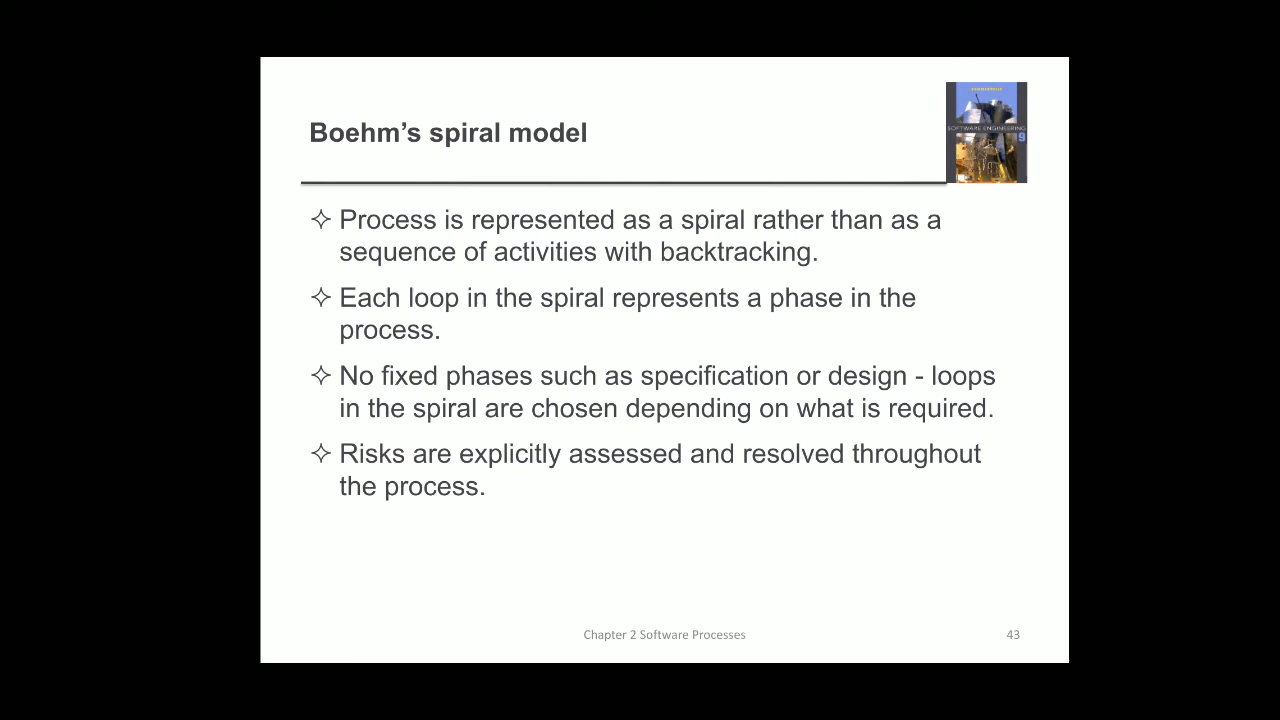 Boehm’s spiral model
SOFTWARE ENGINEERING
9
✧ Process is represented as a spiral rather than as a
sequence of activities with backtracking.
✧ Each loop in the spiral represents a phase in the
process.
✧ No fixed phases such as specification or design - loops
in the spiral are chosen depending on what is required.
✧ Risks are explicitly assessed and resolved throughout
the process.
Chapter 2 Software Processes
43